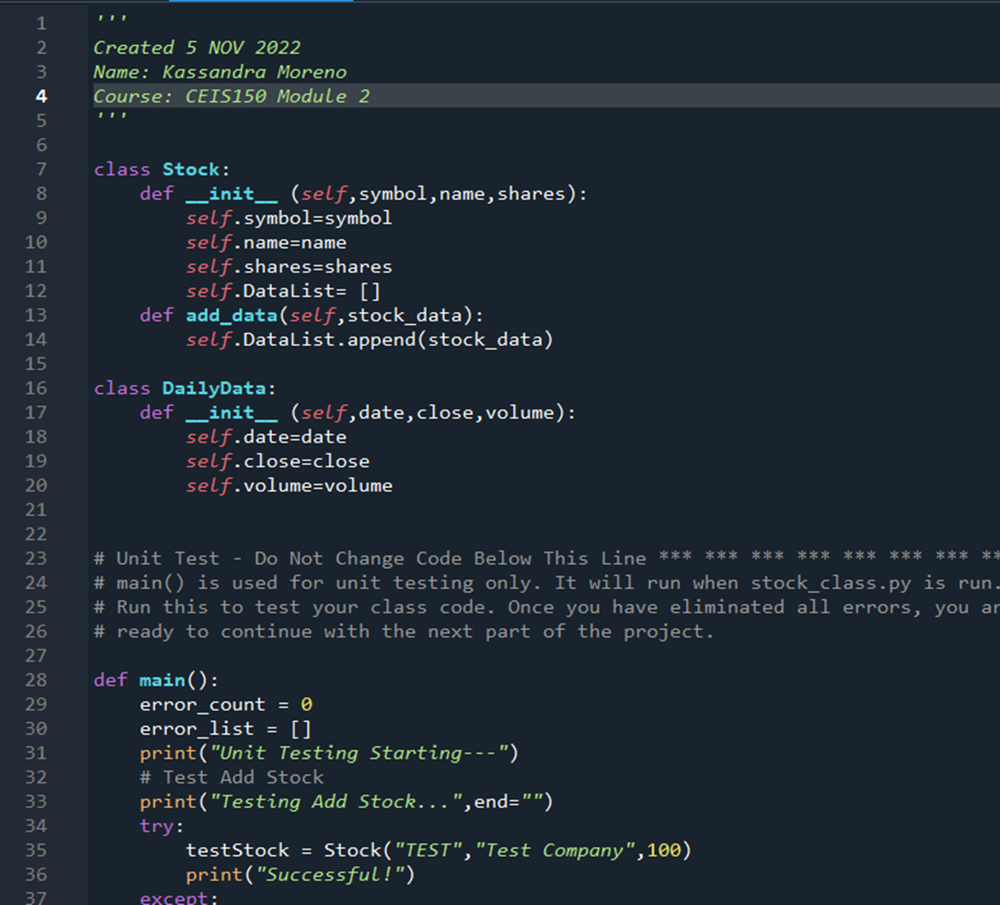 1 '''
2 Created 5 NOV 2022
3 Name: Kassandra Moreno
4 Course: CEIS150 Module 2
5 '''
6
7 class Stock:
8     def __init__ (self,symbol,name,shares):
9         self.symbol=symbol
10         self.name=name
11         self.shares=shares
12         self.DataList= []
13     def add_data(self,stock_data):
14         self.DataList.append(stock_data)
15
16 class DailyData:
17     def __init__ (self,date,close,volume):
18         self.date=date
19         self.close=close
20         self.volume=volume
21
22
23 # Unit Test - Do Not Change Code Below This Line *** *** *** *** *** *** *** **
24 # main() is used for unit testing only. It will run when stock_class.py is run.
25 # Run this to test your class code. Once you have eliminated all errors, you
26 # ready to continue with the next part of the project.
27
28 def main():
29     error_count = 0
30     error_list = []
31     print("Unit Testing Starting---")
32     # Test Add Stock
33     print("Testing Add Stock...",end="")
34     try:
35         testStock = Stock("TEST","Test Company",100)
36         print("Successful!")
37     except: